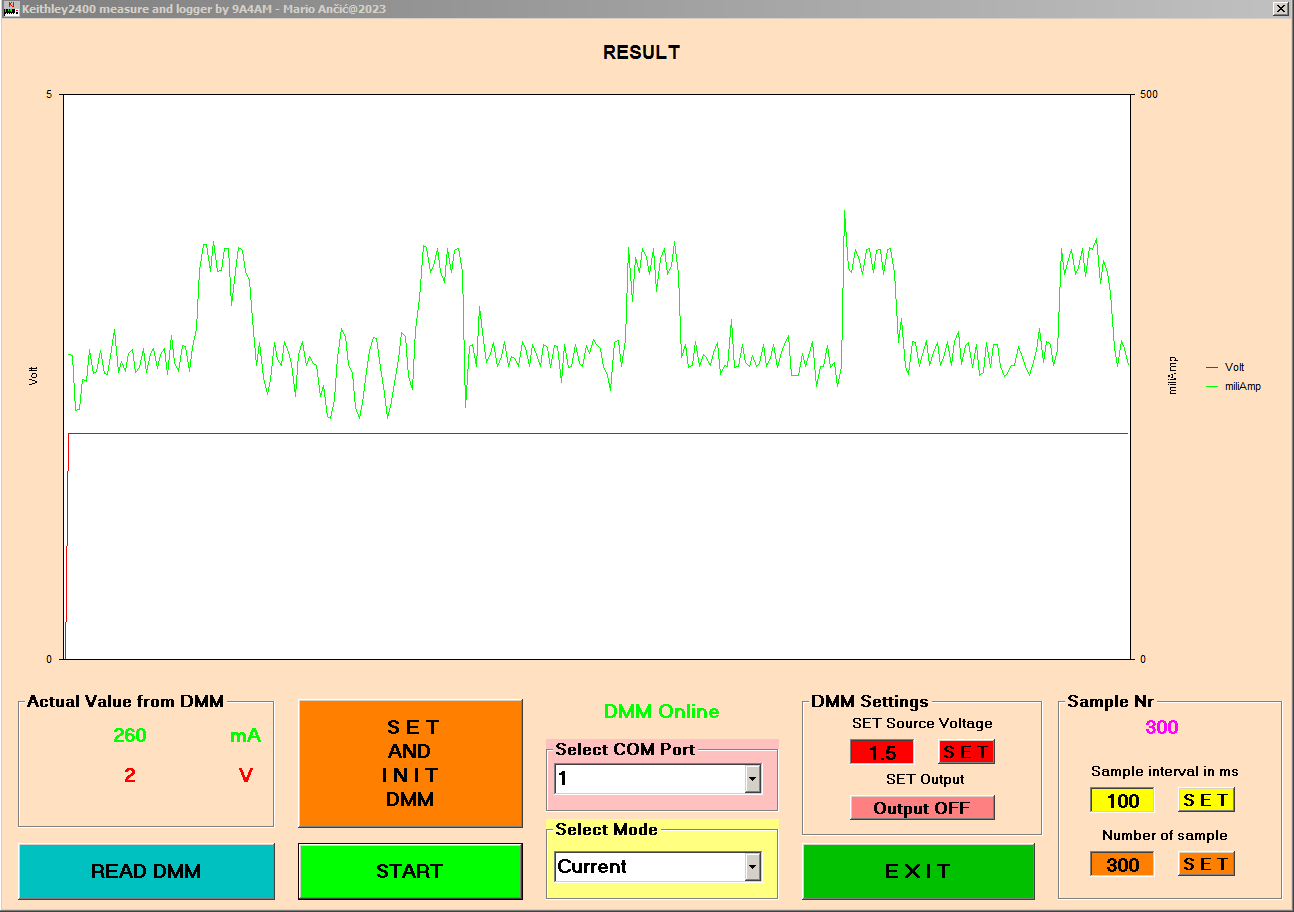 Keithley2400 measure and logger by 9A4AM - Mario Ančić@2023
RESULT
5
500
Volt
miliAmp
Volt
miliAmp
0
0
Actual Value from DMM
260 mA
2 V
S E T
AND
I N I T
DMM
DMM Online
Select COM Port
1
Select Mode
Current
DMM Settings
SET Source Voltage
1.5 S E T
SET Output
Output OFF
Sample Nr
300
Sample interval in ms
100 S E T
Number of sample
300 S E T
READ DMM
START
E X I T